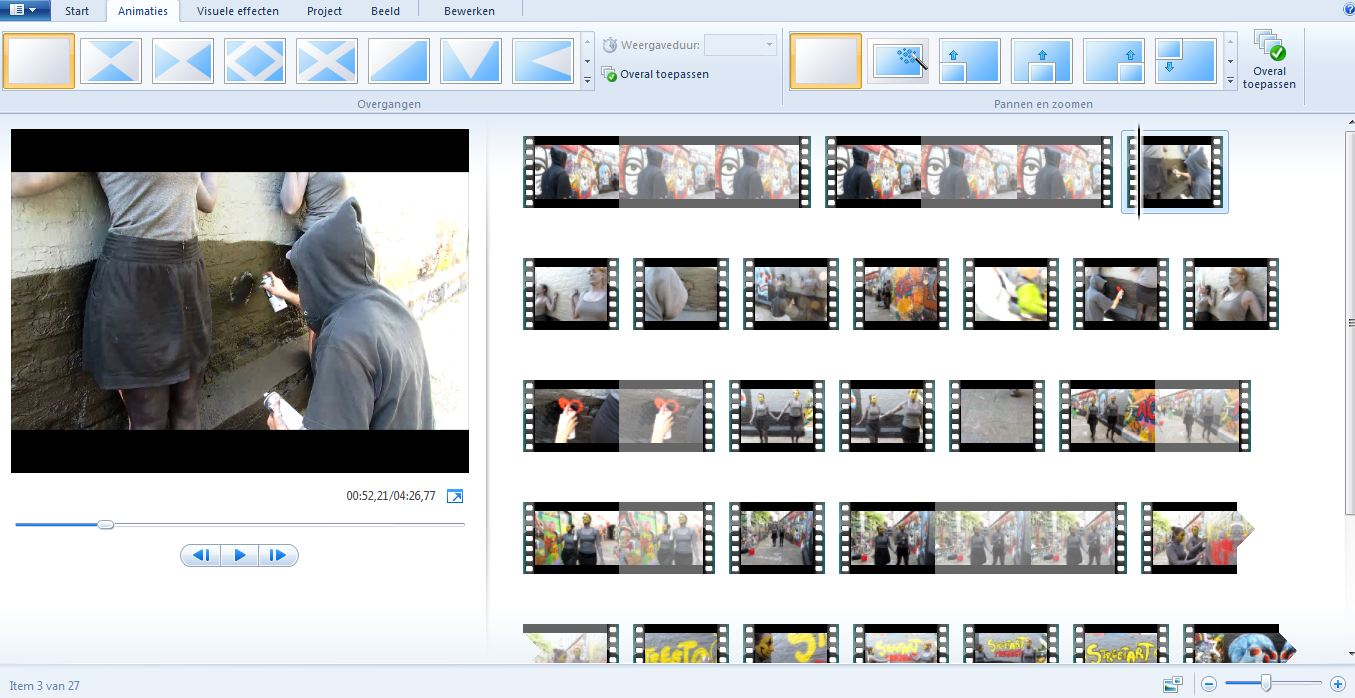 Start Animaties Visuele effecten Project Beeld Bewerken
Weergaveduur:
Overal toepassen
Overal
toepassen
Overgangen
Pannen en zoomen
00:52,21/04:26,77
STREETART
Item 3 van 27